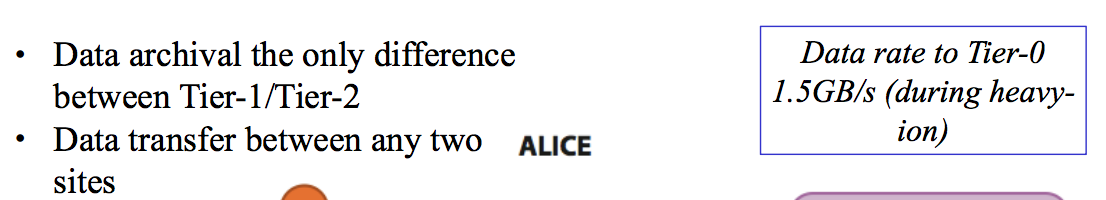 • Data archival the only difference
between Tier-1/Tier-2
• Data transfer between any two
sites
ALICE
Data rate to Tier-0
1.5GB/s (during heavy-
ion)